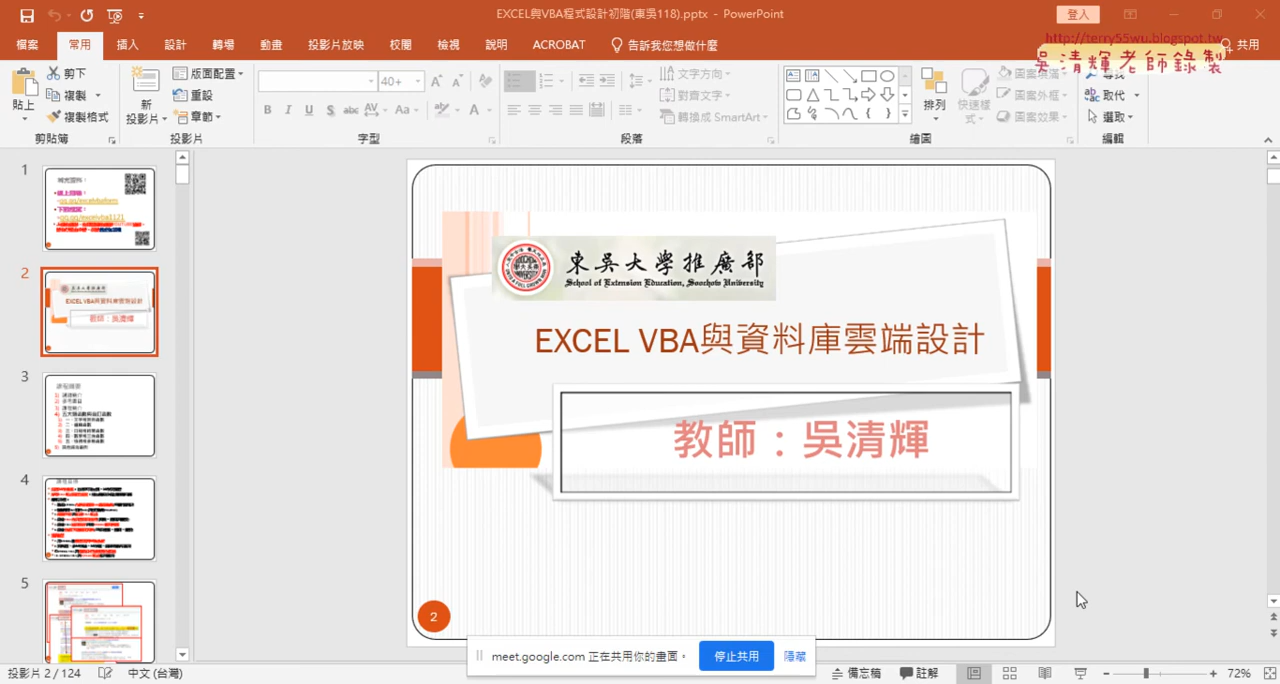 EXCEL與VBA程式設計初階(東吳118).pptx - PowerPoint
登入
檔案
常用
插入
設計
轉場
動畫
投影片放映
校閱
檢視
說明
ACROBAT
告訴我您想做什麼
http://terry55wu.blogspot.tw
共用
吳清輝老師錄製
貼上
剪下
複製
複製格式
剪貼簿
新投影片
版面配置
重設
章節
投影片
40+
B I U S abc AV Aa
字型
文字方向
對齊文字
轉換成 SmartArt
段落
排列
快速樣式
圖案填滿
圖案外框
圖案效果
繪圖
取代
選取
編輯
1
2
3
4
5
東吳大學推廣部
School of Extension Education, Soochow University
EXCEL VBA與資料庫雲端設計
教師：吳清輝
2
meet.google.com 正在共用你的畫面。
停止共用
隱藏
投影片 2 / 124
中文 (台灣)
備忘稿
註解
72%